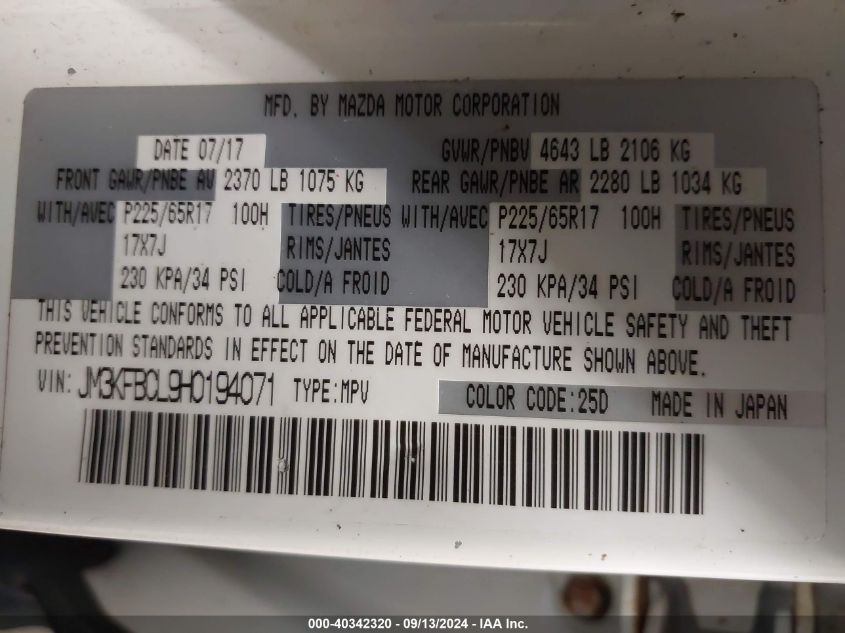 MFD. BY MAZDA MOTOR CORPORATION
DATE 07/17 GVWR/PNBV 4643 LB 2106 KG
FRONT GAWR/PNBE AV 2370 LB 1075 KG REAR GAWR/PNBE AR 2280 LB 1034 KG
WITH/AVEC P225/65R17 100H TIRES/PNEUS WITH/AVEC P225/65R17 100H TIRES/PNEUS
17X7J RIMS/JANTES 17X7J RIMS/JANTES
230 KPA/34 PSI COLD/A FROID 230 KPA/34 PSI COLD/A FROID
THIS VEHICLE CONFORMS TO ALL APPLICABLE FEDERAL MOTOR VEHICLE SAFETY AND THEFT
PREVENTION STANDARDS IN EFFECT ON THE DATE OF MANUFACTURE SHOWN ABOVE.
VIN: JM3KFBCL9H0194071 TYPE:MPV COLOR CODE:25D MADE IN JAPAN
000-40342320 - 09/13/2024 - IAA Inc.